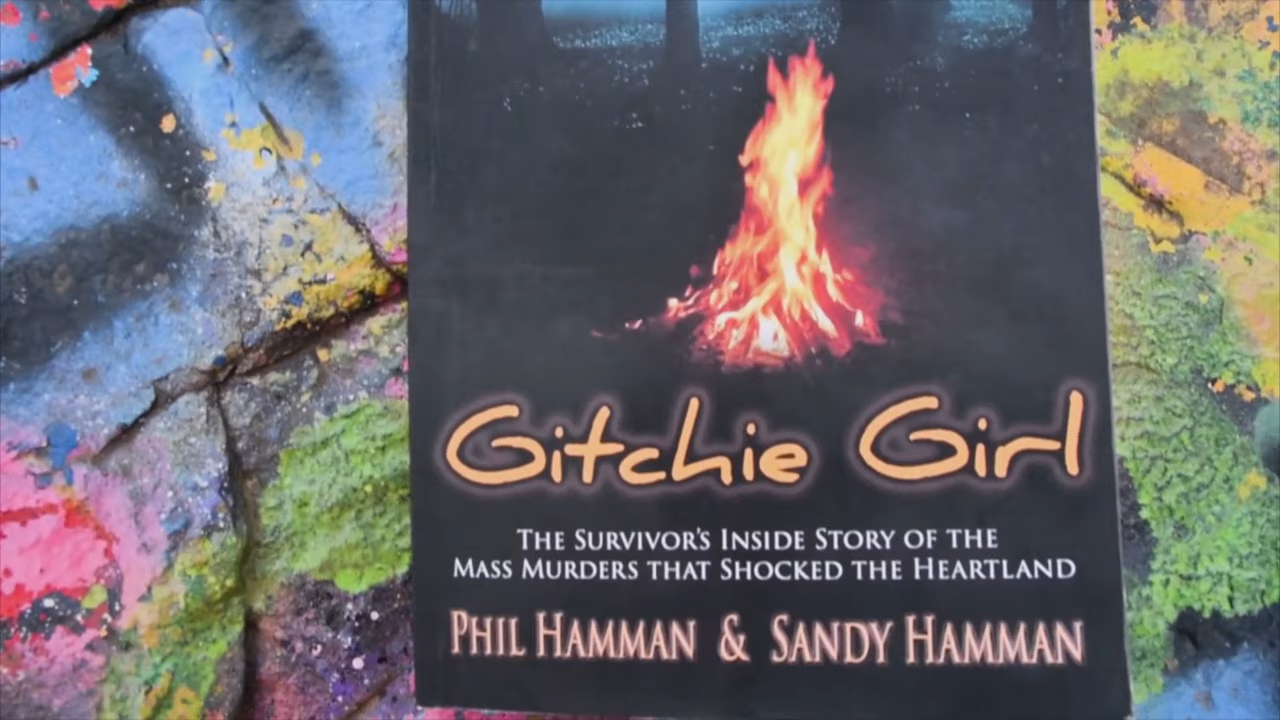 Gitchie Girl
The Survivor's Inside Story of the
Mass Murders that Shocked the Heartland
Phil Hamman & Sandy Hamman